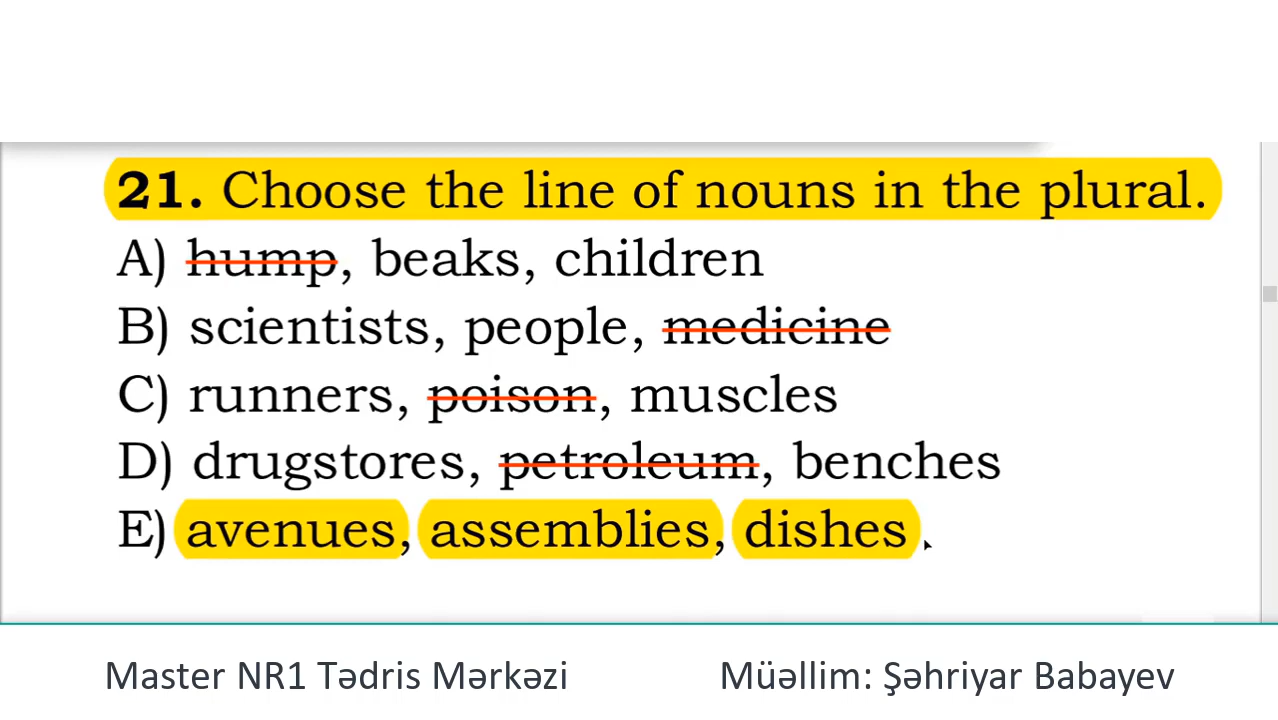 21. Choose the line of nouns in the plural.
A) hump, beaks, children
B) scientists, people, medicine
C) runners, poison, muscles
D) drugstores, petroleum, benches
E) avenues, assemblies, dishes
Master NR1 Tədris Mərkəzi Müəllim: Şəhriyar Babayev